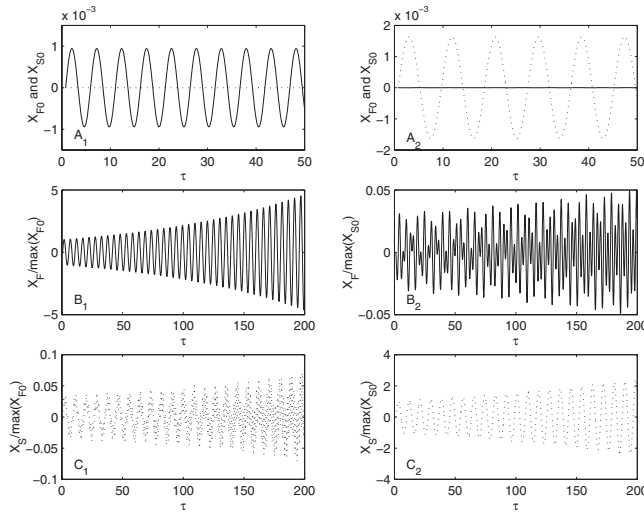 x 10⁻³
1
0
−1
X_F0 and X_S0
A_1
0 10 20 30 40 50
τ
x 10⁻³
2
1
0
−1
−2
X_F0 and X_S0
A_2
0 10 20 30 40 50
τ
5
0
−5
X_F/max(X_F0)
B_1
0 50 100 150 200
τ
0.05
0
−0.05
X_F/max(X_S0)
B_2
0 50 100 150 200
τ
0.1
0.05
0
−0.05
−0.1
X_S/max(X_F0)
C_1
0 50 100 150 200
τ
4
2
0
−2
−4
X_S/max(X_S0)
C_2
0 50 100 150 200
τ